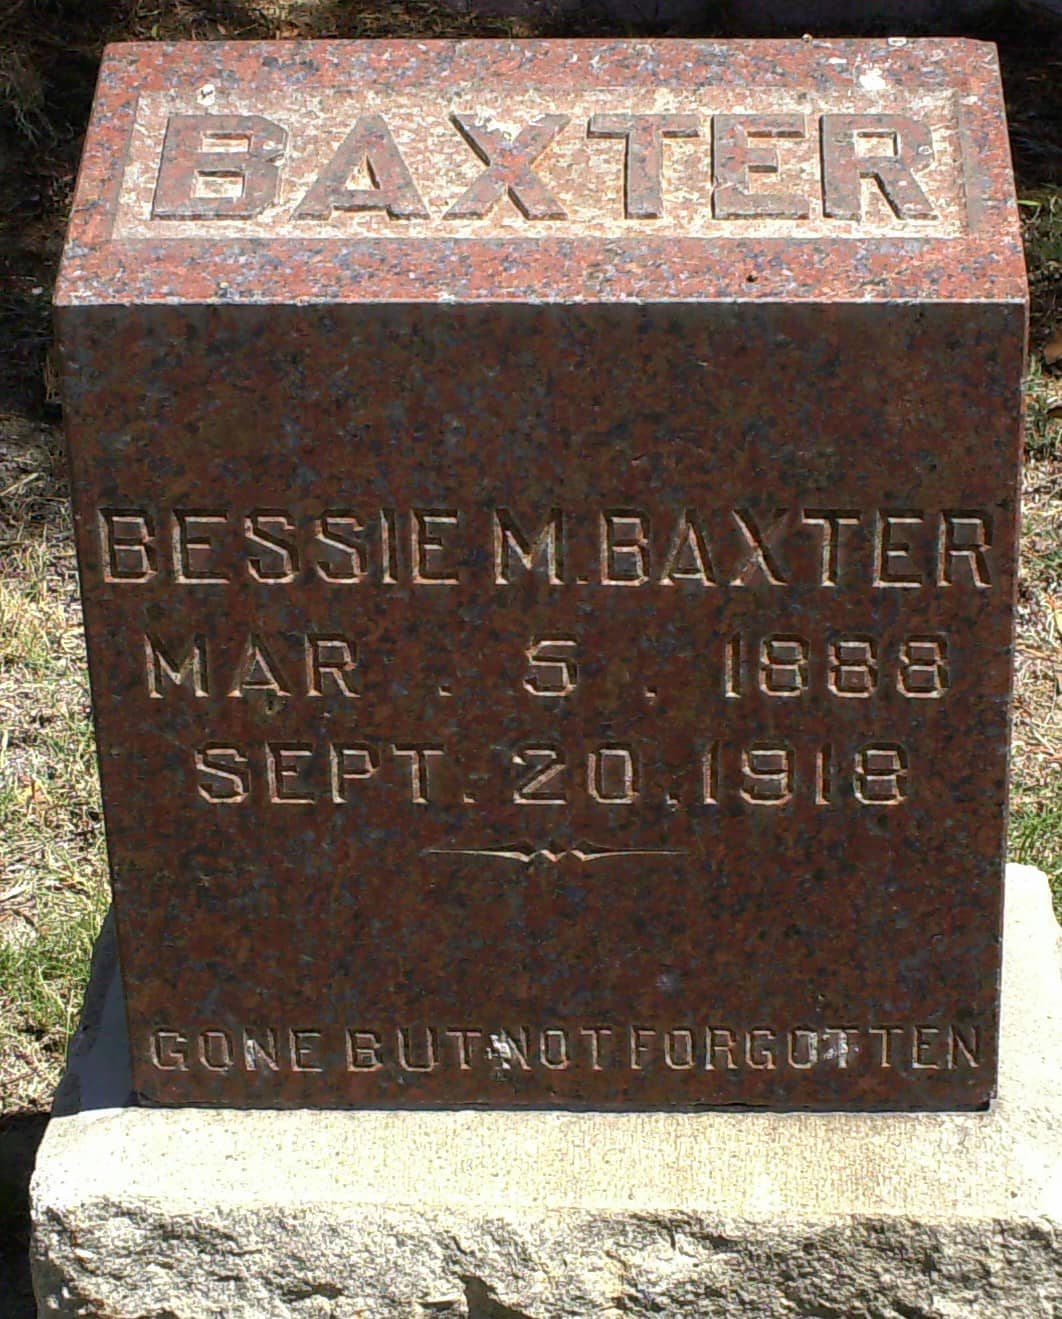 BAXTER
BESSIE M. BAXTER
MAR. 5. 1888
SEPT. 20, 1918
GONE BUT NOT FORGOTTEN